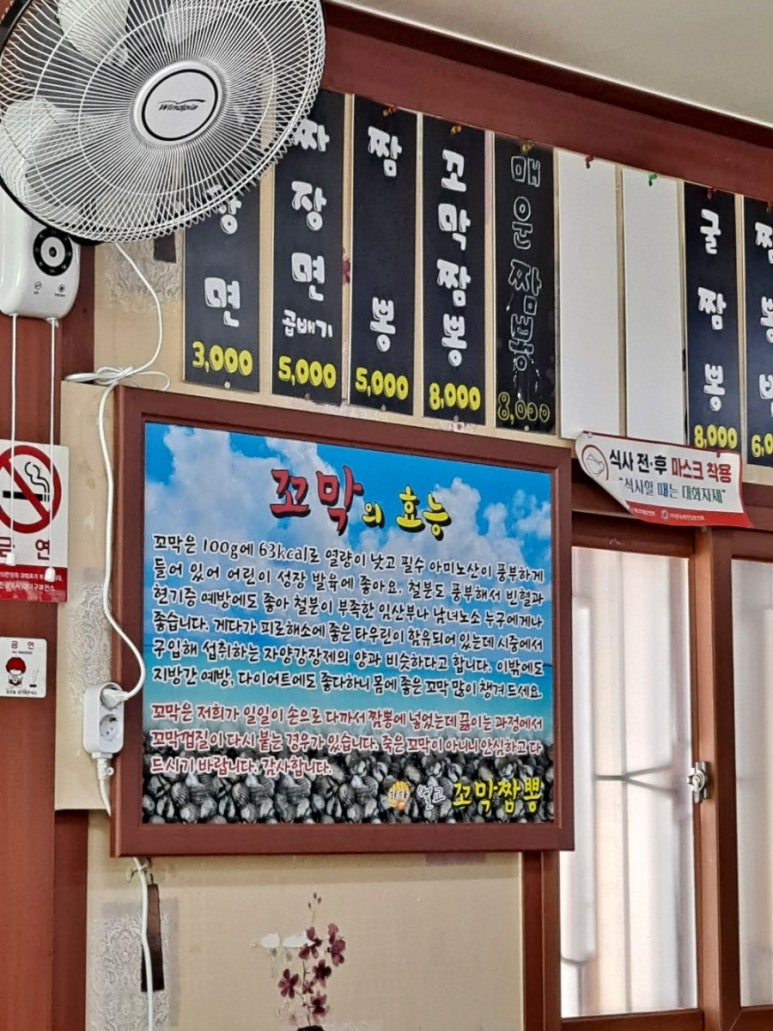 Windpia
장면
3,000
짜장면
곱배기
5,000
짬뽕
5,000
꼬막짬뽕
8,000
매운짬뽕
8,000
굴짬뽕
8,000
식사 전·후 마스크 착용
"식사할 때는 대화자제"
금연
꼬막의 효능
꼬막은 100g에 63kcal로 열량이 낮고 필수 아미노산이 풍부하게
들어 있어 어린이 성장 발육에 좋아요. 철분도 풍부해서 빈혈과
현기증 예방에도 좋아 철분이 부족한 임산부나 남녀노소 누구에게나
좋습니다. 게다가 피로해소에 좋은 타우린이 함유되어 있는데 시중에서
구입해 섭취하는 자양강장제의 양과 비슷하다고 합니다. 이밖에도
지방간 예방, 다이어트에도 좋다하니 몸에 좋은 꼬막 많이 챙겨 드세요.
꼬막은 저희가 일일이 손으로 다까서 짬뽕에 넣었는데 끓이는 과정에서
꼬막껍질이 다시 붙는 경우가 있습니다. 죽은 꼬막이 아니니 안심하고 다
드시기 바랍니다. 감사합니다.
벌교 꼬막짬뽕